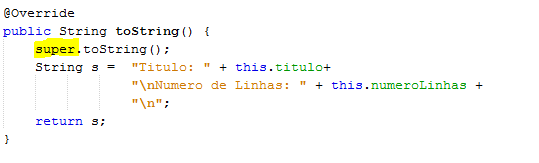 @Override
public String toString() {
super.toString();
String s = "Titulo: " + this.titulo+
"\nNumero de Linhas: " + this.numeroLinhas +
"\n";
return s;
}